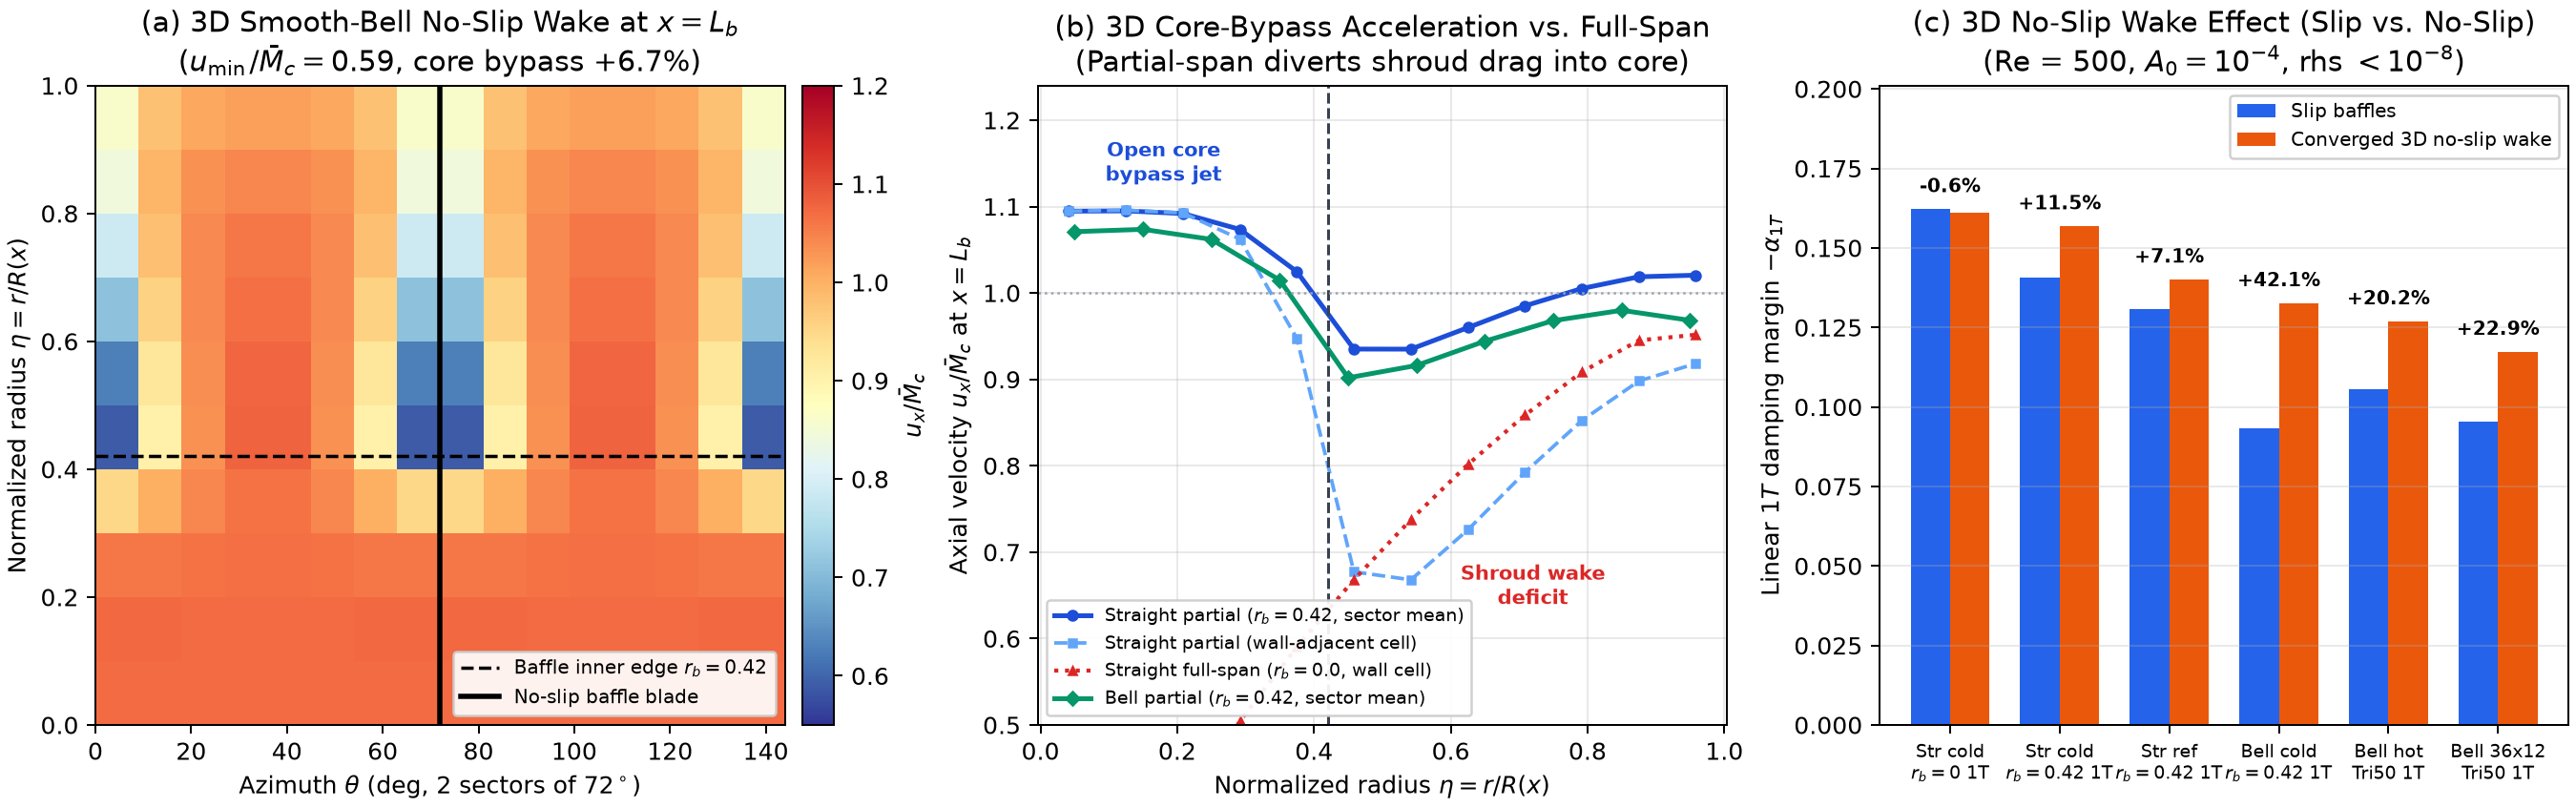 (a) 3D Smooth-Bell No-Slip Wake at $x = L_b$
($u_{\min}/\bar{M}_c = 0.59$, core bypass +6.7%)
1.0
0.8
0.6
0.4
0.2
0.0
Normalized radius $\eta = r/R(x)$
0 20 40 60 80 100 120 140
Azimuth $\theta$ (deg, 2 sectors of 72$^\circ$)
Baffle inner edge $r_b = 0.42$
No-slip baffle blade
1.2
1.1
1.0
0.9
0.8
0.7
0.6
$u_x/\bar{M}_c$
(b) 3D Core-Bypass Acceleration vs. Full-Span
(Partial-span diverts shroud drag into core)
1.2
1.1
1.0
0.9
0.8
0.7
0.6
0.5
Axial velocity $u_x/\bar{M}_c$ at $x = L_b$
Open core
bypass jet
Shroud wake
deficit
Straight partial ($r_b = 0.42$, sector mean)
Straight partial (wall-adjacent cell)
Straight full-span ($r_b = 0.0$, wall cell)
Bell partial ($r_b = 0.42$, sector mean)
0.0 0.2 0.4 0.6 0.8 1.0
Normalized radius $\eta = r/R(x)$
(c) 3D No-Slip Wake Effect (Slip vs. No-Slip)
(Re = 500, $A_0 = 10^{-4}$, rhs $< 10^{-8}$)
0.200
0.175
0.150
0.125
0.100
0.075
0.050
0.025
0.000
Linear $1T$ damping margin $-\alpha_{1T}$
Slip baffles
Converged 3D no-slip wake
-0.6%
+11.5%
+7.1%
+42.1%
+20.2%
+22.9%
Str cold
$r_b = 0$ 1T
Str cold
$r_b = 0.42$ 1T
Str ref
$r_b = 0.42$ 1T
Bell cold
$r_b = 0.42$ 1T
Bell hot
Tri50 1T
Bell 36x12
Tri50 1T